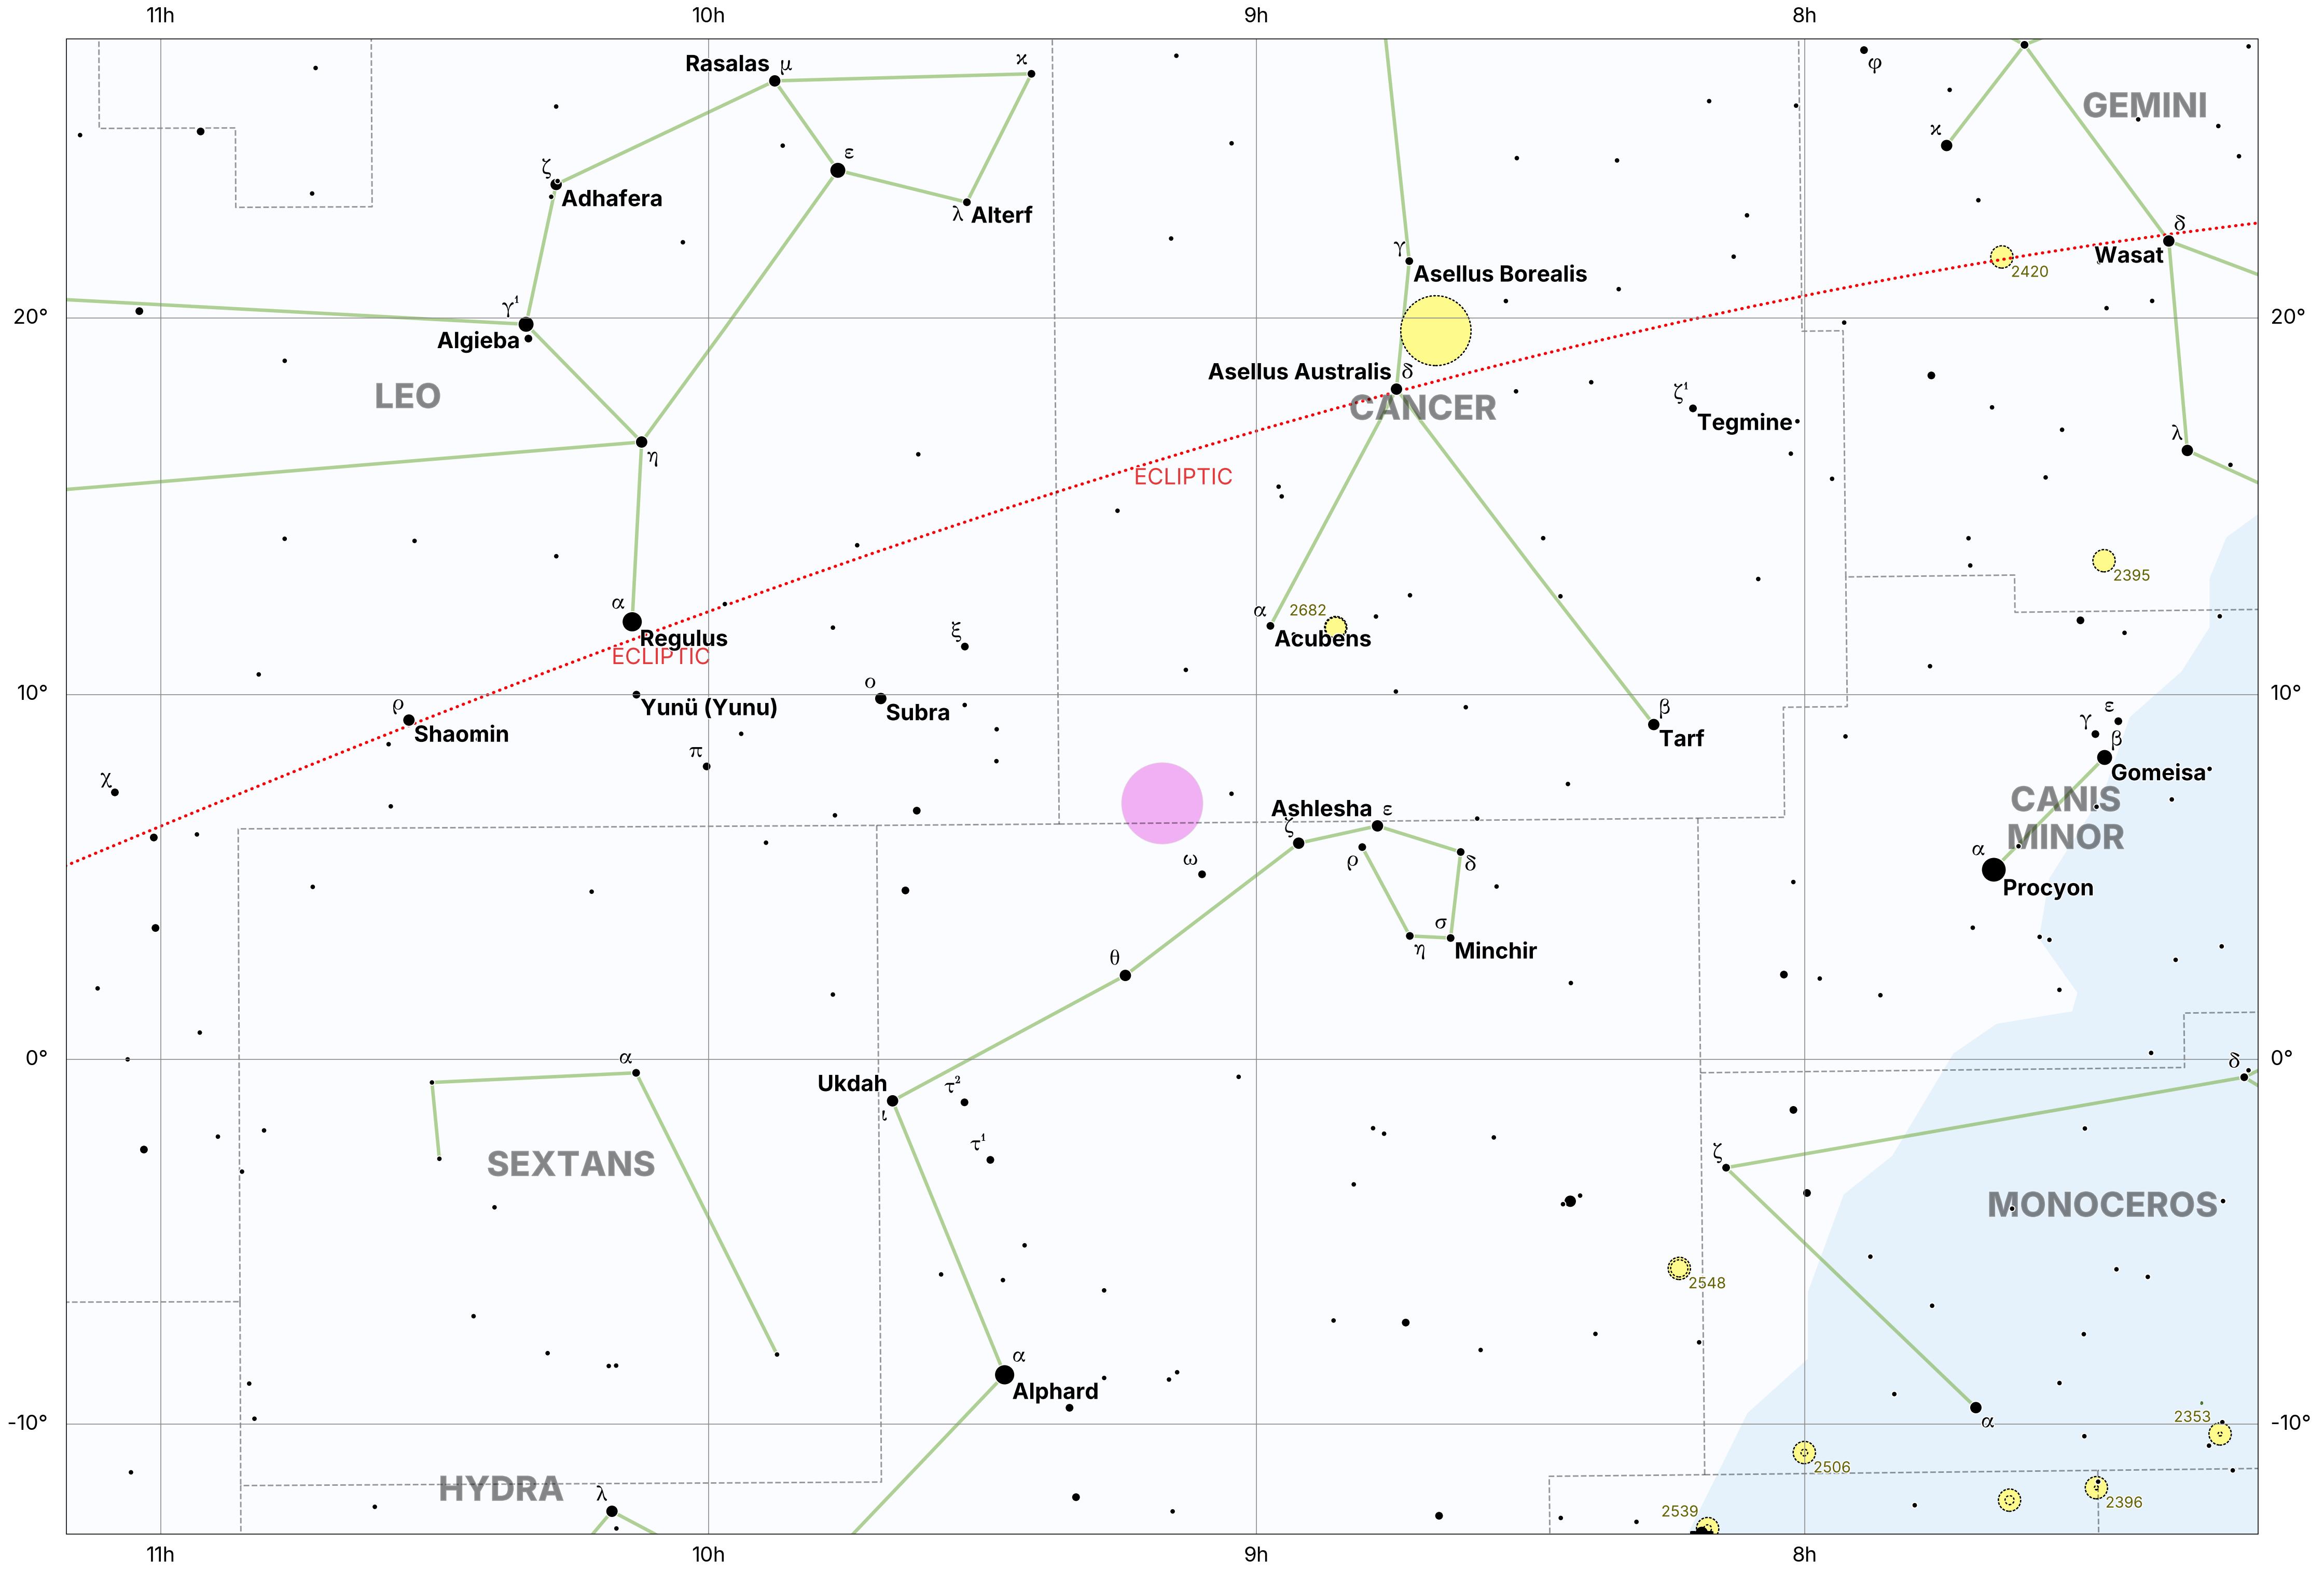 11h 10h 9h 8h
Rasalas μ
ϰ
φ
GEMINI
ϰ
ε
ζ
Adhafera
λ Alterf
δ
Wasat
γ
Asellus Borealis
2420
γ¹
20°
20°
Algieba
Asellus Australis δ
LEO
CANCER
ζ¹
Tegmine
λ
η
ECLIPTIC
2395
α
Regulus
ECLIPTIC
α
2682
Acubens
ξ
ο
Subra
10°
10°
Yunü (Yunu)
ρ
Shaomin
β
Tarf
ε
γ
β
Gomeisa
π
χ
CANIS
MINOR
Ashlesha ε
ζ
ρ
δ
ω
α
Procyon
σ
η
Minchir
θ
0°
0°
α
δ
Ukdah
ι
τ²
τ¹
ζ
SEXTANS
MONOCEROS
2548
α
Alphard
-10°
-10°
α
2353
2506
HYDRA
λ
2396
2539
11h 10h 9h 8h